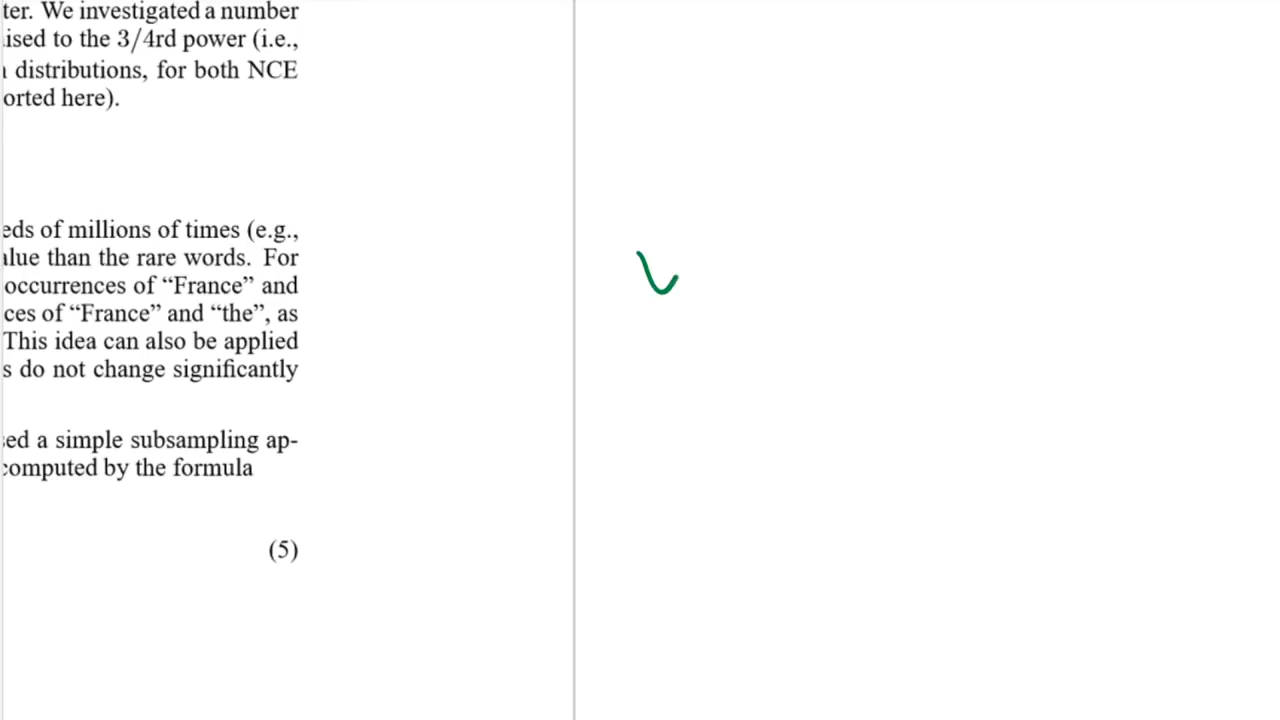 ter. We investigated a number
ised to the 3/4rd power (i.e.,
distributions, for both NCE
orted here).
eds of millions of times (e.g.,
alue than the rare words. For
occurrences of “France” and
ces of “France” and “the”, as
This idea can also be applied
s do not change significantly
sed a simple subsampling ap-
computed by the formula
(5)